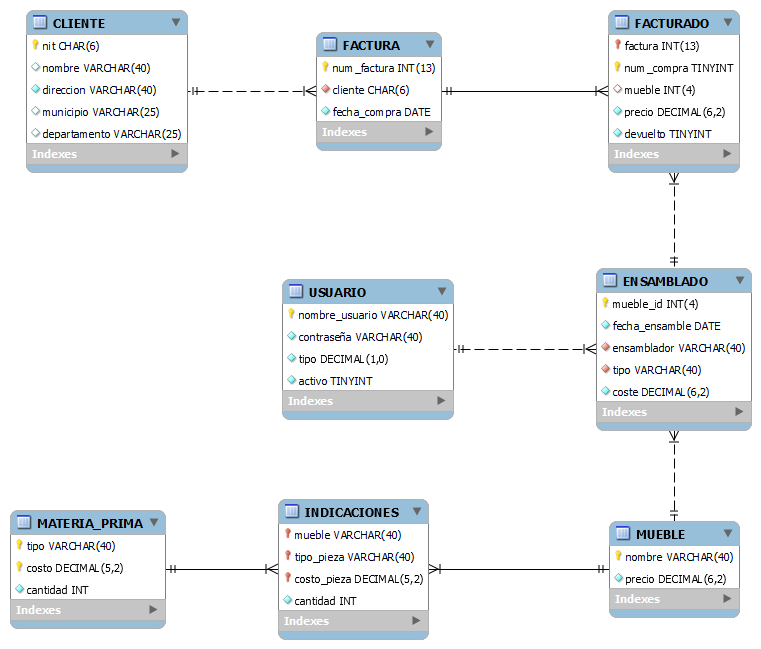 CLIENTE
nit CHAR(6)
nombre VARCHAR(40)
direccion VARCHAR(40)
municipio VARCHAR(25)
departamento VARCHAR(25)
Indexes
FACTURA
num_factura INT(13)
cliente CHAR(6)
fecha_compra DATE
Indexes
FACTURADO
factura INT(13)
num_compra TINYINT
mueble INT(4)
precio DECIMAL(6,2)
devuelto TINYINT
Indexes
USUARIO
nombre_usuario VARCHAR(40)
contraseña VARCHAR(40)
tipo DECIMAL(1,0)
activo TINYINT
Indexes
ENSAMBLADO
mueble_id INT(4)
fecha_ensamble DATE
ensamblador VARCHAR(40)
tipo VARCHAR(40)
coste DECIMAL(6,2)
Indexes
MATERIA_PRIMA
tipo VARCHAR(40)
costo DECIMAL(5,2)
cantidad INT
Indexes
INDICACIONES
mueble VARCHAR(40)
tipo_pieza VARCHAR(40)
costo_pieza DECIMAL(5,2)
cantidad INT
Indexes
MUEBLE
nombre VARCHAR(40)
precio DECIMAL(6,2)
Indexes